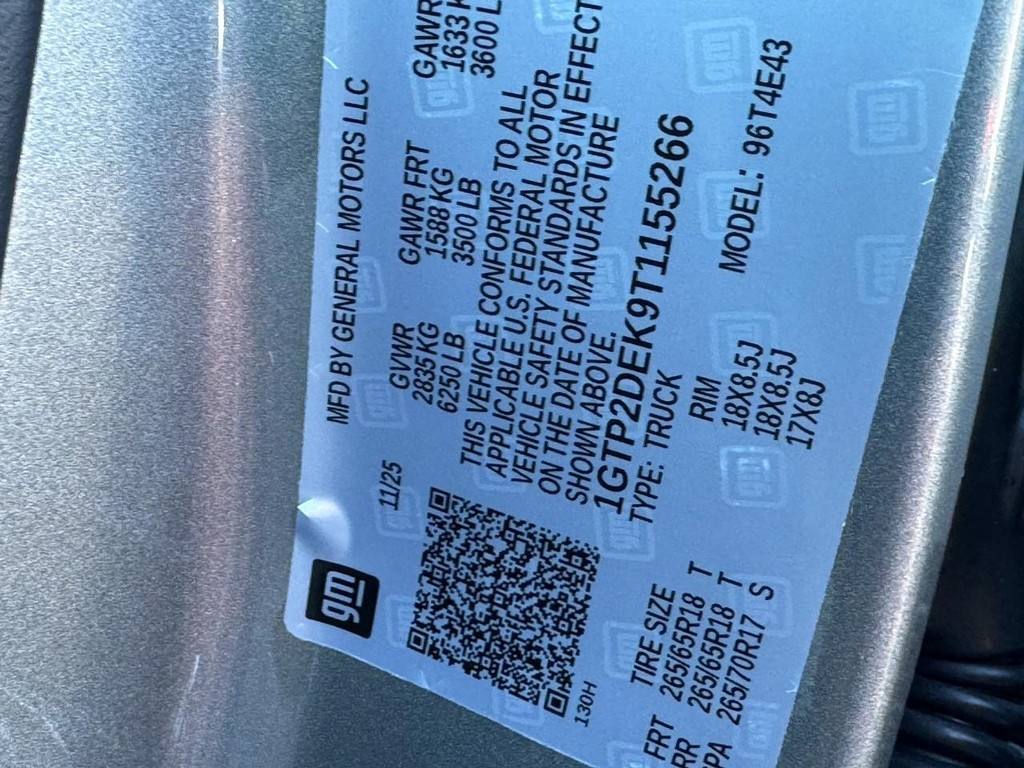 gm
MFD BY GENERAL MOTORS LLC
11/25
GVWR GAWR FRT GAWR
2835 KG 1588 KG 1633 K
6250 LB 3500 LB 3600 L
THIS VEHICLE CONFORMS TO ALL
APPLICABLE U.S. FEDERAL MOTOR
VEHICLE SAFETY STANDARDS IN EFFECT
ON THE DATE OF MANUFACTURE
SHOWN ABOVE.
1GTP2DEK9T1155266
TYPE: TRUCK MODEL: 96T4E43
130H
TIRE SIZE RIM
FRT 265/65R18 T 18X8.5J
RR 265/65R18 T 18X8.5J
SPA 265/70R17 S 17X8J